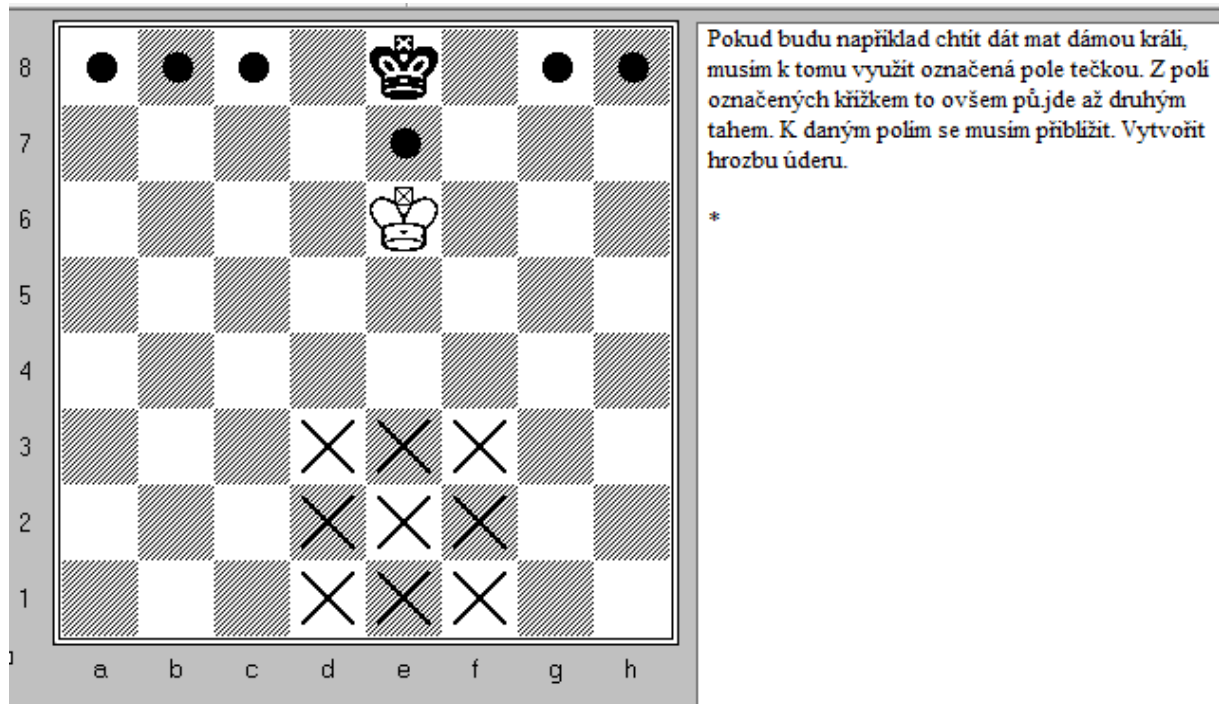 Pokud budu napřiklad chtít dát mat dámou králi,
musím k tomu využít označená pole tečkou. Z polí
označených křížkem to ovšem pů.jde až druhým
tahem. K daným polím se musím přiblížit. Vytvořit
hrozbu úderu.
*
8
7
6
5
4
3
2
1
a b c d e f g h